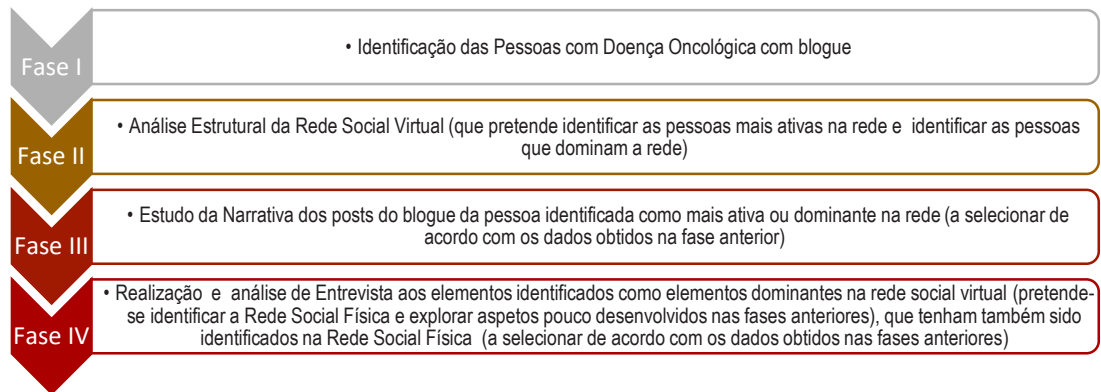 Fase I
• Identificação das Pessoas com Doença Oncológica com blogue
Fase II
• Análise Estrutural da Rede Social Virtual (que pretende identificar as pessoas mais ativas na rede e identificar as pessoas
que dominam a rede)
Fase III
• Estudo da Narrativa dos posts do blogue da pessoa identificada como mais ativa ou dominante na rede (a selecionar de
acordo com os dados obtidos na fase anterior)
Fase IV
• Realização e análise de Entrevista aos elementos identificados como elementos dominantes na rede social virtual (pretende-
se identificar a Rede Social Física e explorar aspetos pouco desenvolvidos nas fases anteriores), que tenham também sido
identificados na Rede Social Física (a selecionar de acordo com os dados obtidos nas fases anteriores)